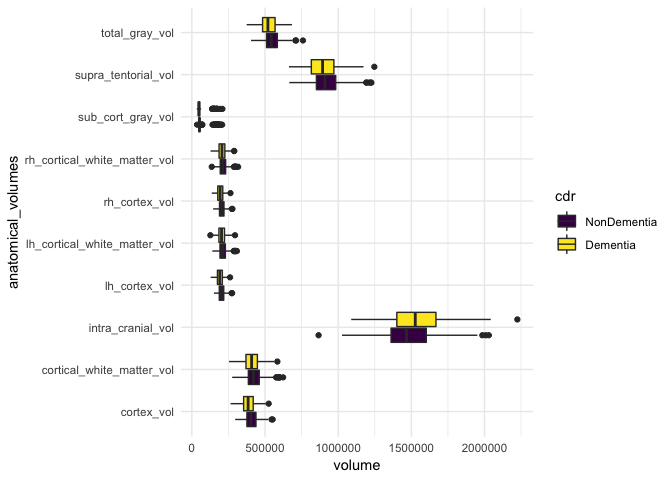 total_gray_vol
supra_tentorial_vol
sub_cort_gray_vol
rh_cortical_white_matter_vol
rh_cortex_vol
lh_cortical_white_matter_vol
lh_cortex_vol
intra_cranial_vol
cortical_white_matter_vol
cortex_vol
anatomical_volumes
0 500000 1000000 1500000 2000000
volume
cdr
NonDementia
Dementia